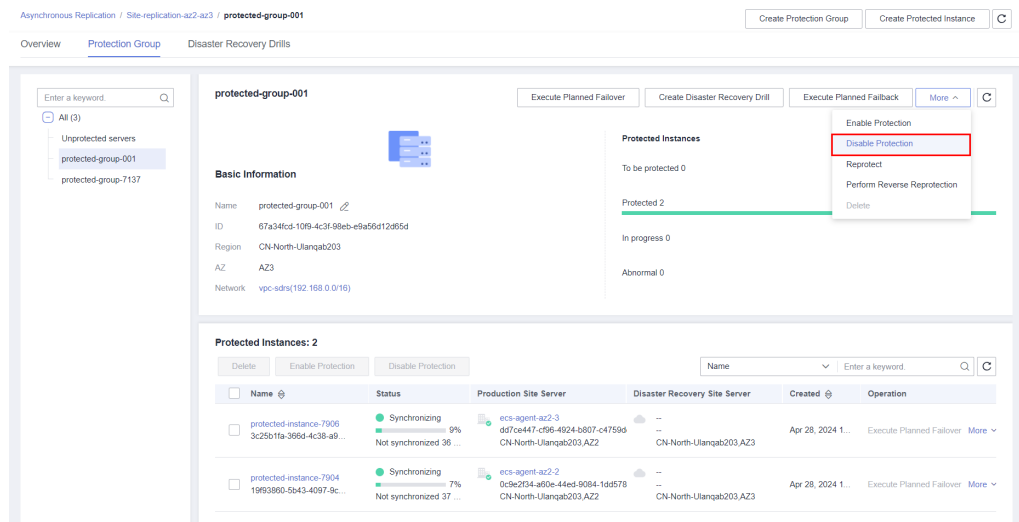 Asynchronous Replication / Site-replication-az2-az3 / protected-group-001
Create Protection Group
Create Protected Instance
Overview
Protection Group
Disaster Recovery Drills
Enter a keyword.
All (3)
Unprotected servers
protected-group-001
protected-group-7137
protected-group-001
Execute Planned Failover
Create Disaster Recovery Drill
Execute Planned Failback
More
Enable Protection
Disable Protection
Reprotect
Perform Reverse Reprotection
Delete
Basic Information
Name protected-group-001
ID 67a34fcd-10f9-4c3f-98eb-e9a56d12d65d
Region CN-North-Ulanqab203
AZ AZ3
Network vpc-sdrs(192.168.0.0/16)
Protected Instances
To be protected 0
Protected 2
In progress 0
Abnormal 0
Protected Instances: 2
Delete
Enable Protection
Disable Protection
Name
Enter a keyword.
Name Status Production Site Server Disaster Recovery Site Server Created Operation
protected-instance-7906
3c25b1fa-366d-4c38-a9...
Synchronizing
9%
Not synchronized 36 ...
ecs-agent-az2-3
dd7ce447-cf96-4924-b807-c4759d
CN-North-Ulanqab203,AZ2
--
--
CN-North-Ulanqab203,AZ3
Apr 28, 2024 1...
Execute Planned Failover More
protected-instance-7904
19f93860-5b43-4097-9c...
Synchronizing
7%
Not synchronized 37 ...
ecs-agent-az2-2
0c9e2f34-a60e-44ed-9084-1dd578
CN-North-Ulanqab203,AZ2
--
--
CN-North-Ulanqab203,AZ3
Apr 28, 2024 1...
Execute Planned Failover More